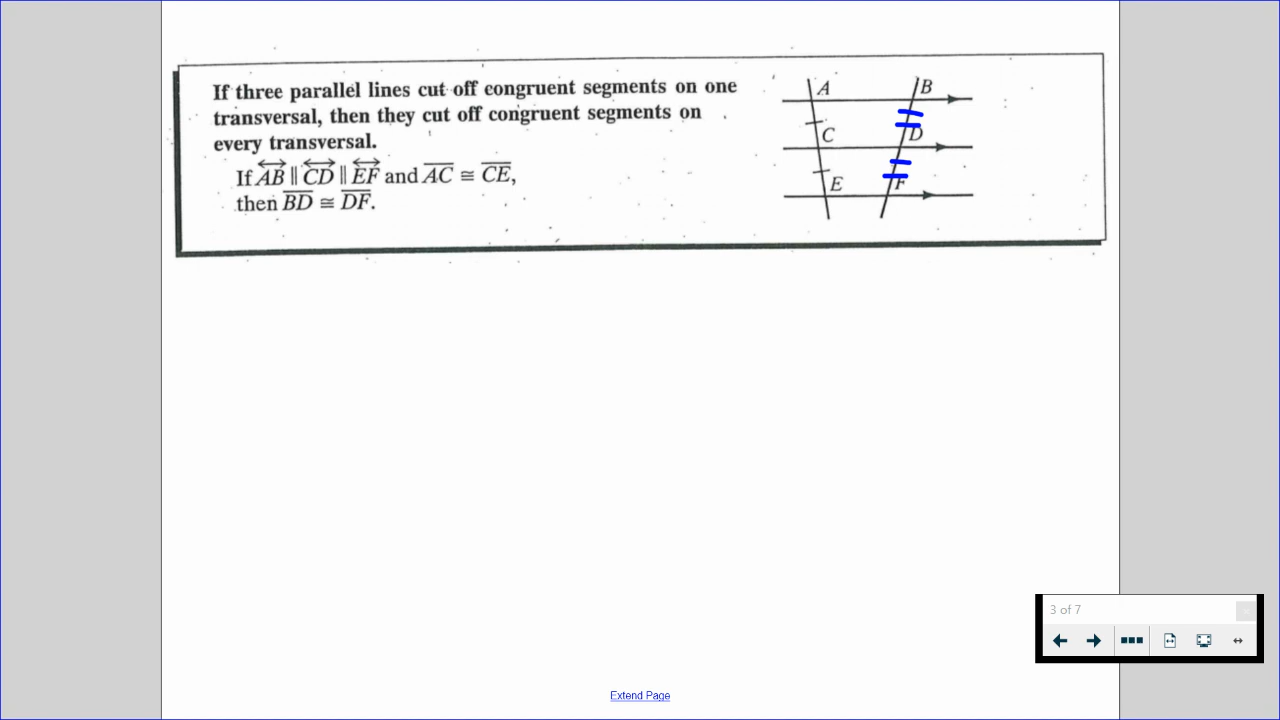 If three parallel lines cut off congruent segments on one
transversal, then they cut off congruent segments on
every transversal.
If AB ∥ CD ∥ EF and AC ≅ CE,
then BD ≅ DF.
A
B
C
D
E
F
3 of 7
Extend Page